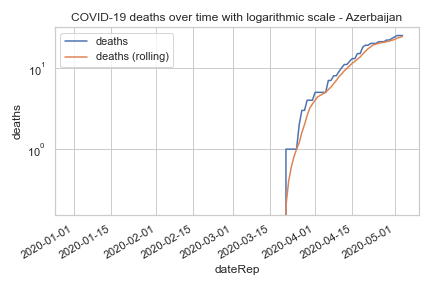 COVID-19 deaths over time with logarithmic scale - Azerbaijan
deaths
deaths (rolling)
10¹
10⁰
deaths
2020-01-01
2020-01-15
2020-02-01
2020-02-15
2020-03-01
2020-03-15
2020-04-01
2020-04-15
2020-05-01
dateRep